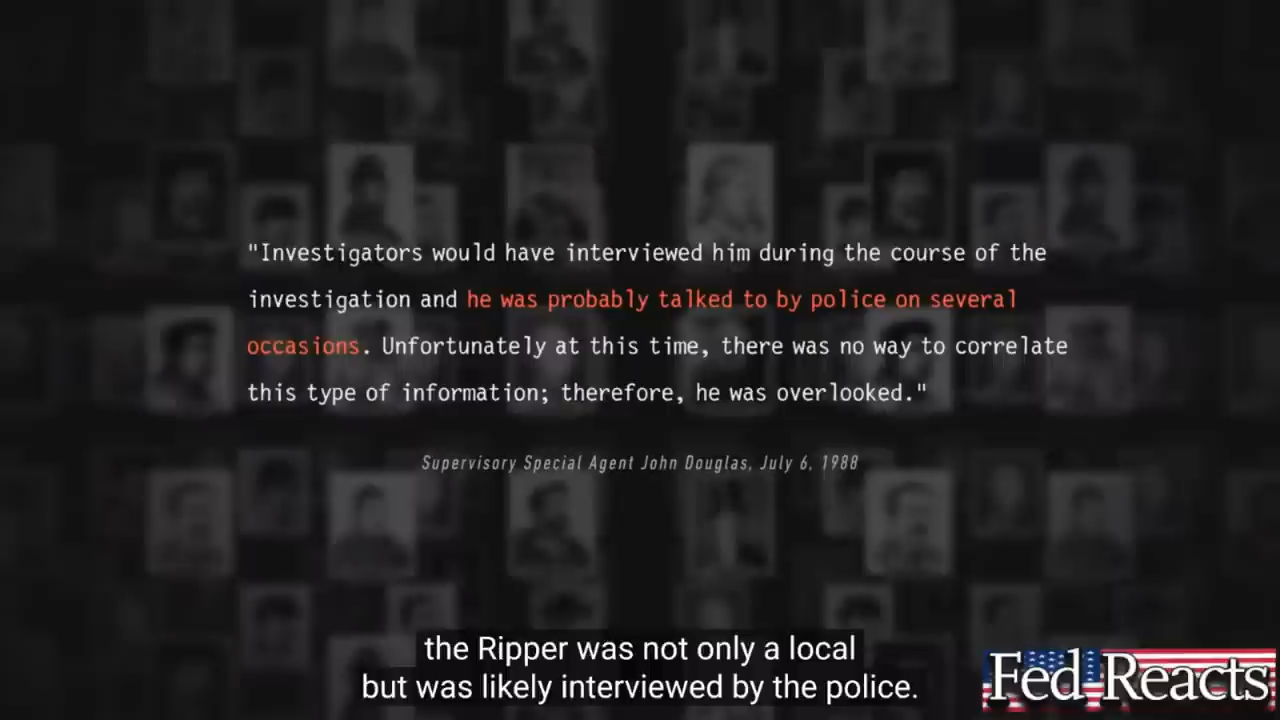 "Investigators would have interviewed him during the course of the
investigation and he was probably talked to by police on several
occasions. Unfortunately at this time, there was no way to correlate
this type of information; therefore, he was overlooked."
Supervisory Special Agent John Douglas, July 6, 1988
the Ripper was not only a local
but was likely interviewed by the police.
Fed Reacts